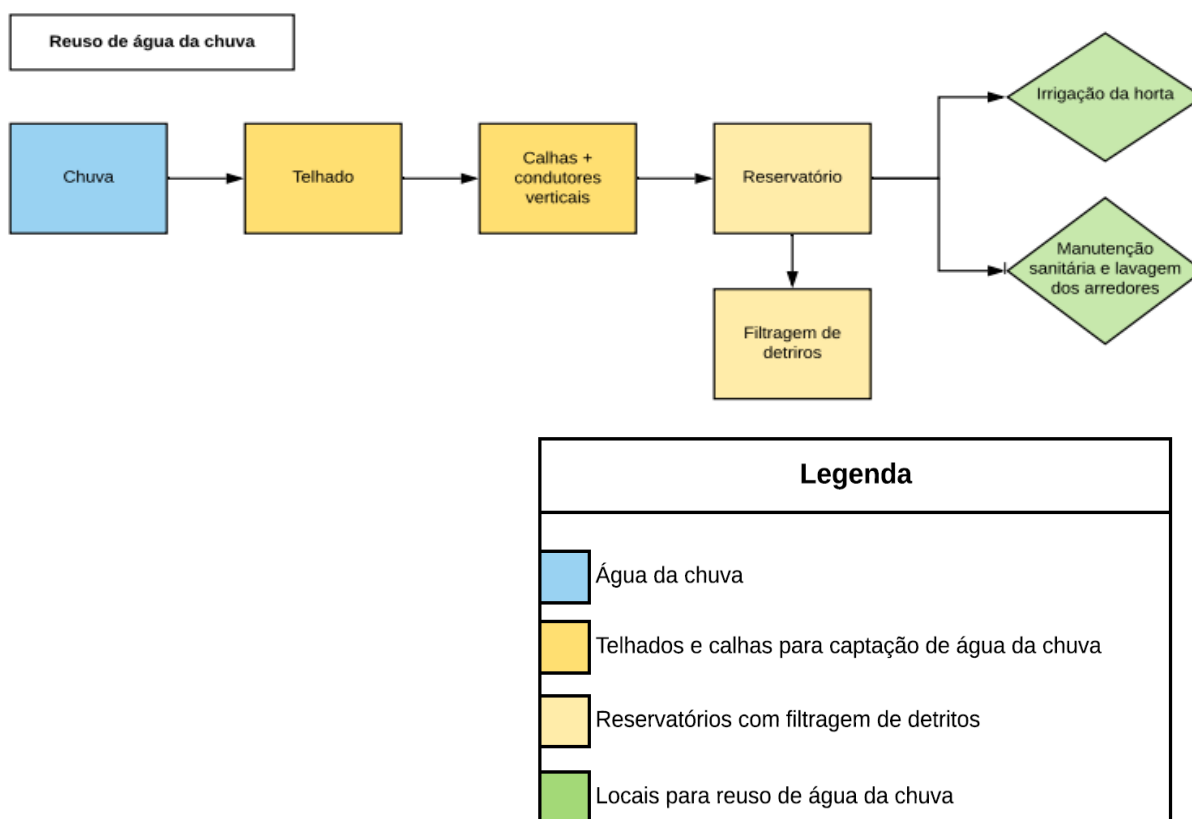 Reuso de água da chuva
Chuva
Telhado
Calhas +
condutores
verticais
Reservatório
Irrigação da horta
Manutenção
sanitária e lavagem
dos arredores
Filtragem de
detriros
Legenda
Água da chuva
Telhados e calhas para captação de água da chuva
Reservatórios com filtragem de detritos
Locais para reuso de água da chuva